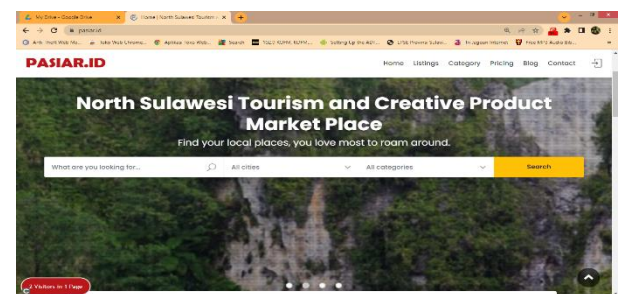 My Drive - Google Drive
Home | North Sulawesi Tourism
pasiar.id
Search
PASIAR.ID
Home Listings Category Pricing Blog Contact
North Sulawesi Tourism and Creative Product
Market Place
Find your local places, you love most to roam around.
What are you looking for... All cities All categories Search
2 Visitors in 1 Page